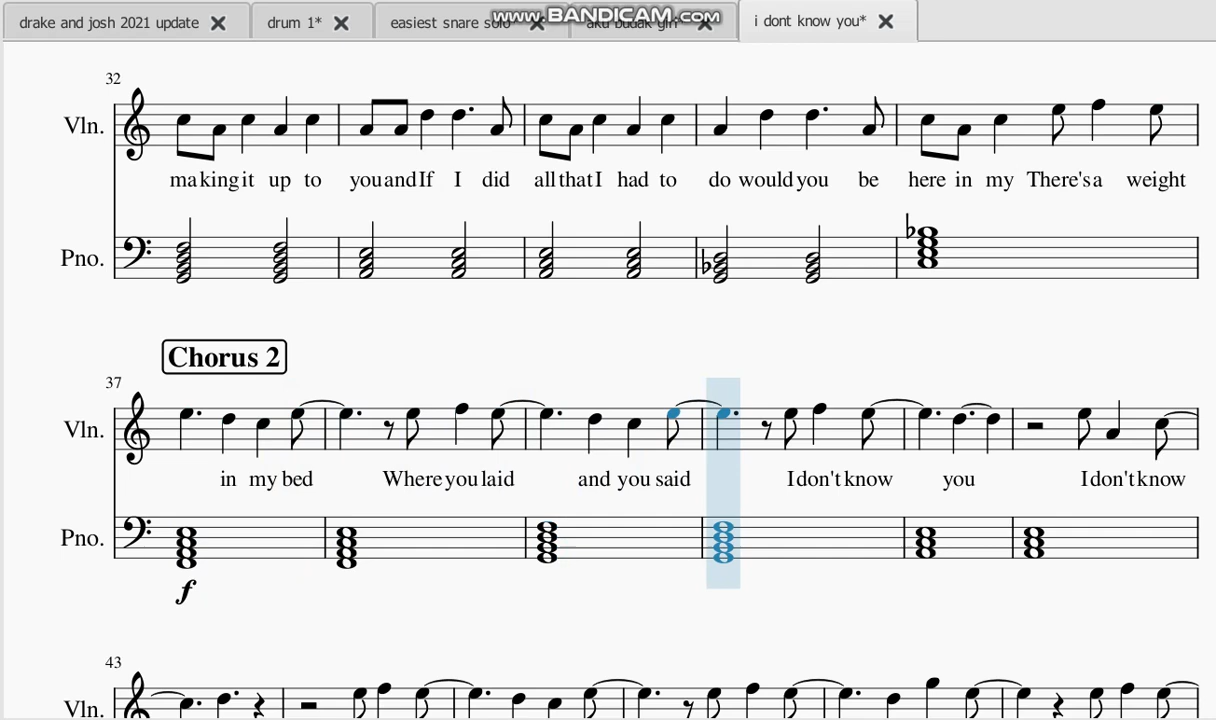 drake and josh 2021 update drum 1* easiest snare solo aku budak girl i dont know you*
www.BANDICAM.com
32
Vln.
making it up to you and If I did all that I had to do would you be here in my There's a weight
Pno.
Chorus 2
37
Vln.
in my bed Where you laid and you said I don't know you I don't know
Pno.
f
43
Vln.